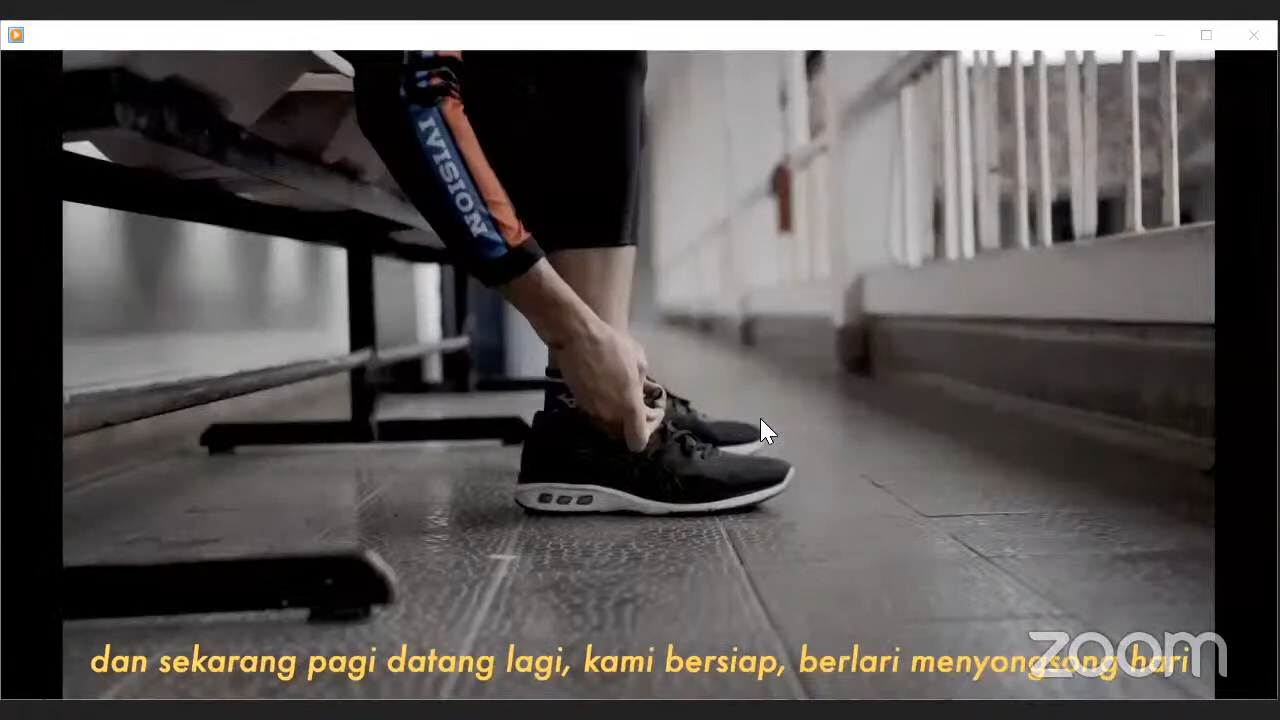 IVISION
dan sekarang pagi datang lagi, kami bersiap, berlari menyongsong hari
zoom